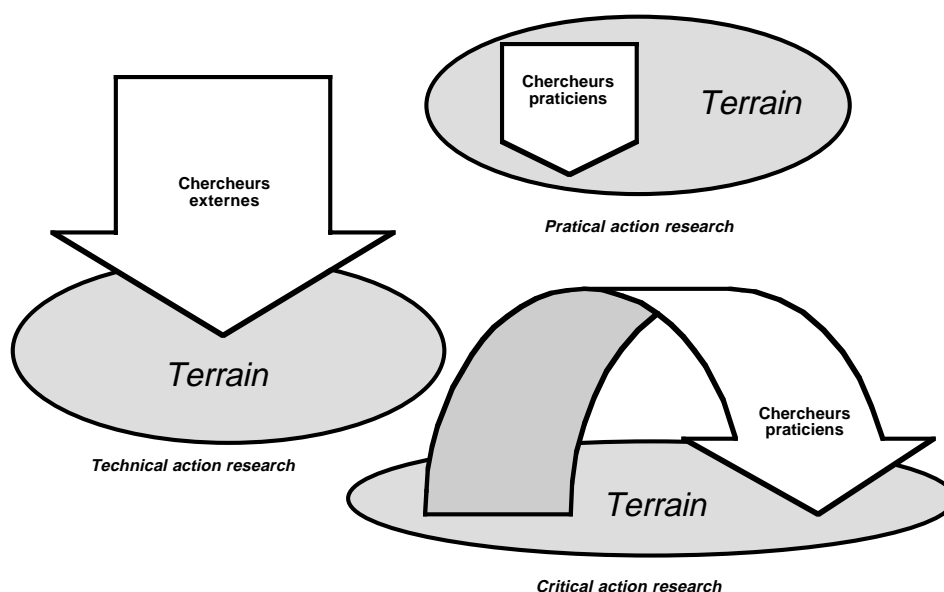 Chercheurs
externes
Terrain
Technical action research
Chercheurs
praticiens
Terrain
Pratical action research
Chercheurs
praticiens
Terrain
Critical action research